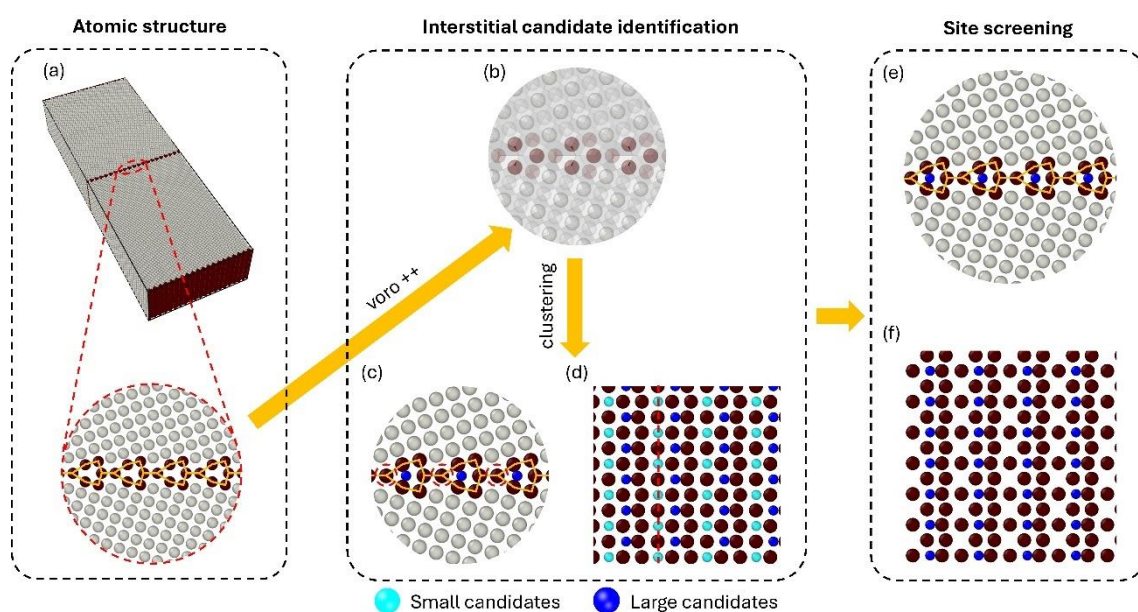 Atomic structure
Interstitial candidate identification
Site screening
(a)
(b)
(e)
voro ++
clustering
(f)
(c)
(d)
Small candidates
Large candidates